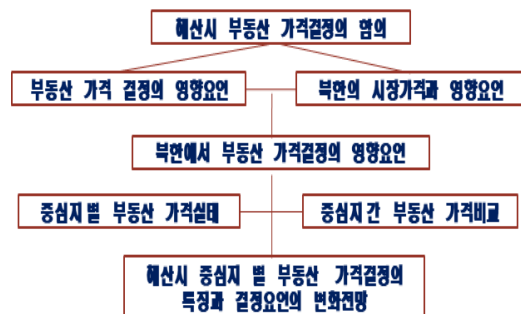 혜산시 부동산 가격결정의 함의
부동산 가격 결정의 영향요인
북한의 시장가격과 영향요인
북한에서 부동산 가격결정의 영향요인
중심지별 부동산 가격실태
중심지간 부동산 가격비교
혜산시 중심지 별 부동산 가격결정의
특징과 결정요인의 변화전망